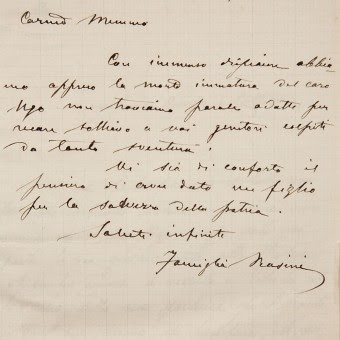 Carmo Memmo
Con immenso dispiacere abbia
mo appreso la morte immatura del caro
Ugo non troviamo parole adatte per
recare sollievo a voi genitori colpiti
da tanta sventura.
Vi sia di conforto il
pensiero di aver dato un figlio
per la salvezza della patria.
Saluti infiniti
Famiglia